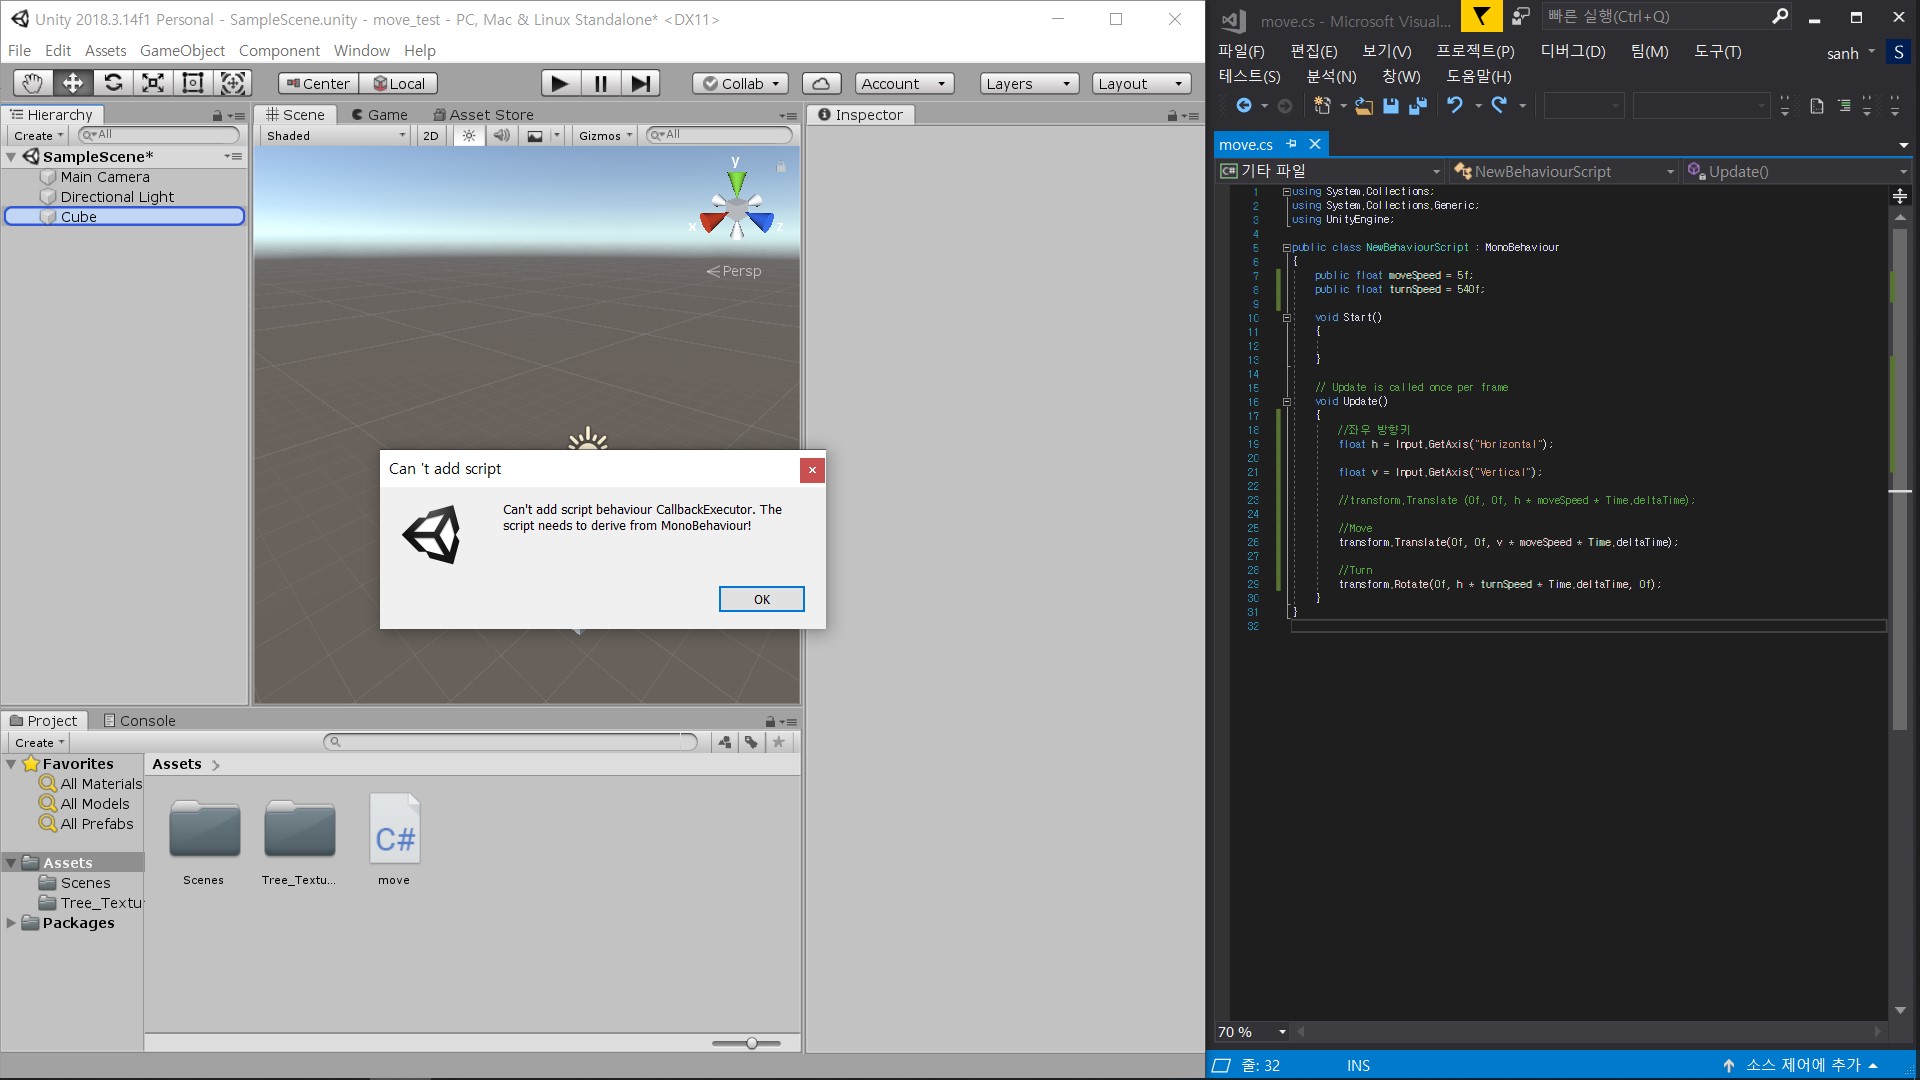 Unity 2018.3.14f1 Personal - SampleScene.unity - move_test - PC, Mac & Linux Standalone* <DX11>
File Edit Assets GameObject Component Window Help
Center Local Collab Account Layers Layout
Hierarchy
Create All
SampleScene*
Main Camera
Directional Light
Cube
Scene Game Asset Store
Shaded 2D Gizmos All
y
x z
Persp
Inspector
Can 't add script
Can't add script behaviour CallbackExecutor. The
script needs to derive from MonoBehaviour!
OK
Project Console
Create
Favorites
All Materials
All Models
All Prefabs
Assets
Scenes
Tree_Textu
Packages
Assets
Scenes Tree_Textu... move
C#
move.cs - Microsoft Visual... 빠른 실행(Ctrl+Q)
파일(F) 편집(E) 보기(V) 프로젝트(P) 디버그(D) 팀(M) 도구(T) sanh S
테스트(S) 분석(N) 창(W) 도움말(H)
move.cs
기타 파일 NewBehaviourScript Update()
1 using System.Collections;
2 using System.Collections.Generic;
3 using UnityEngine;
4
5 public class NewBehaviourScript : MonoBehaviour
6 {
7 public float moveSpeed = 5f;
8 public float turnSpeed = 540f;
9
10 void Start()
11 {
12
13 }
14
15 // Update is called once per frame
16 void Update()
17 {
18 //좌우 방향키
19 float h = Input.GetAxis("Horizontal");
20
21 float v = Input.GetAxis("Vertical");
22
23 //transform.Translate (0f, 0f, h * moveSpeed * Time.deltaTime);
24
25 //Move
26 transform.Translate(0f, 0f, v * moveSpeed * Time.deltaTime);
27
28 //Turn
29 transform.Rotate(0f, h * turnSpeed * Time.deltaTime, 0f);
30 }
31 }
32
70 %
줄: 32 INS 소스 제어에 추가